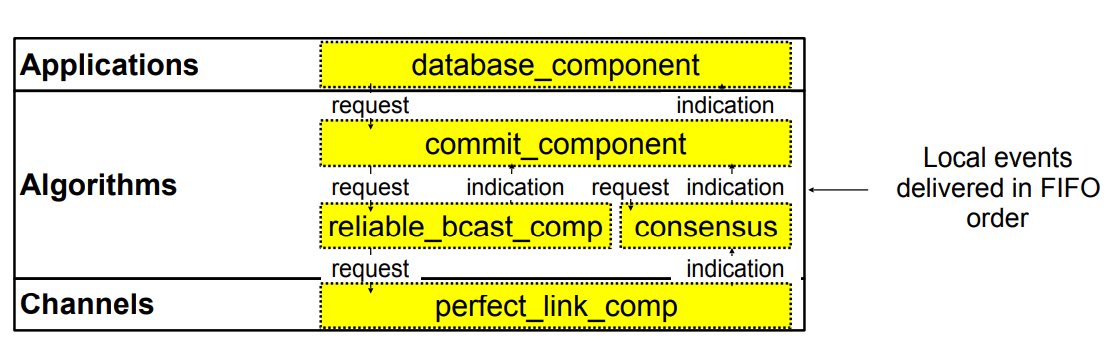 Applications
database_component
request
indication
commit_component
Algorithms
request indication request indication
reliable_bcast_comp
consensus
request
indication
Channels
perfect_link_comp
Local events
delivered in FIFO
order